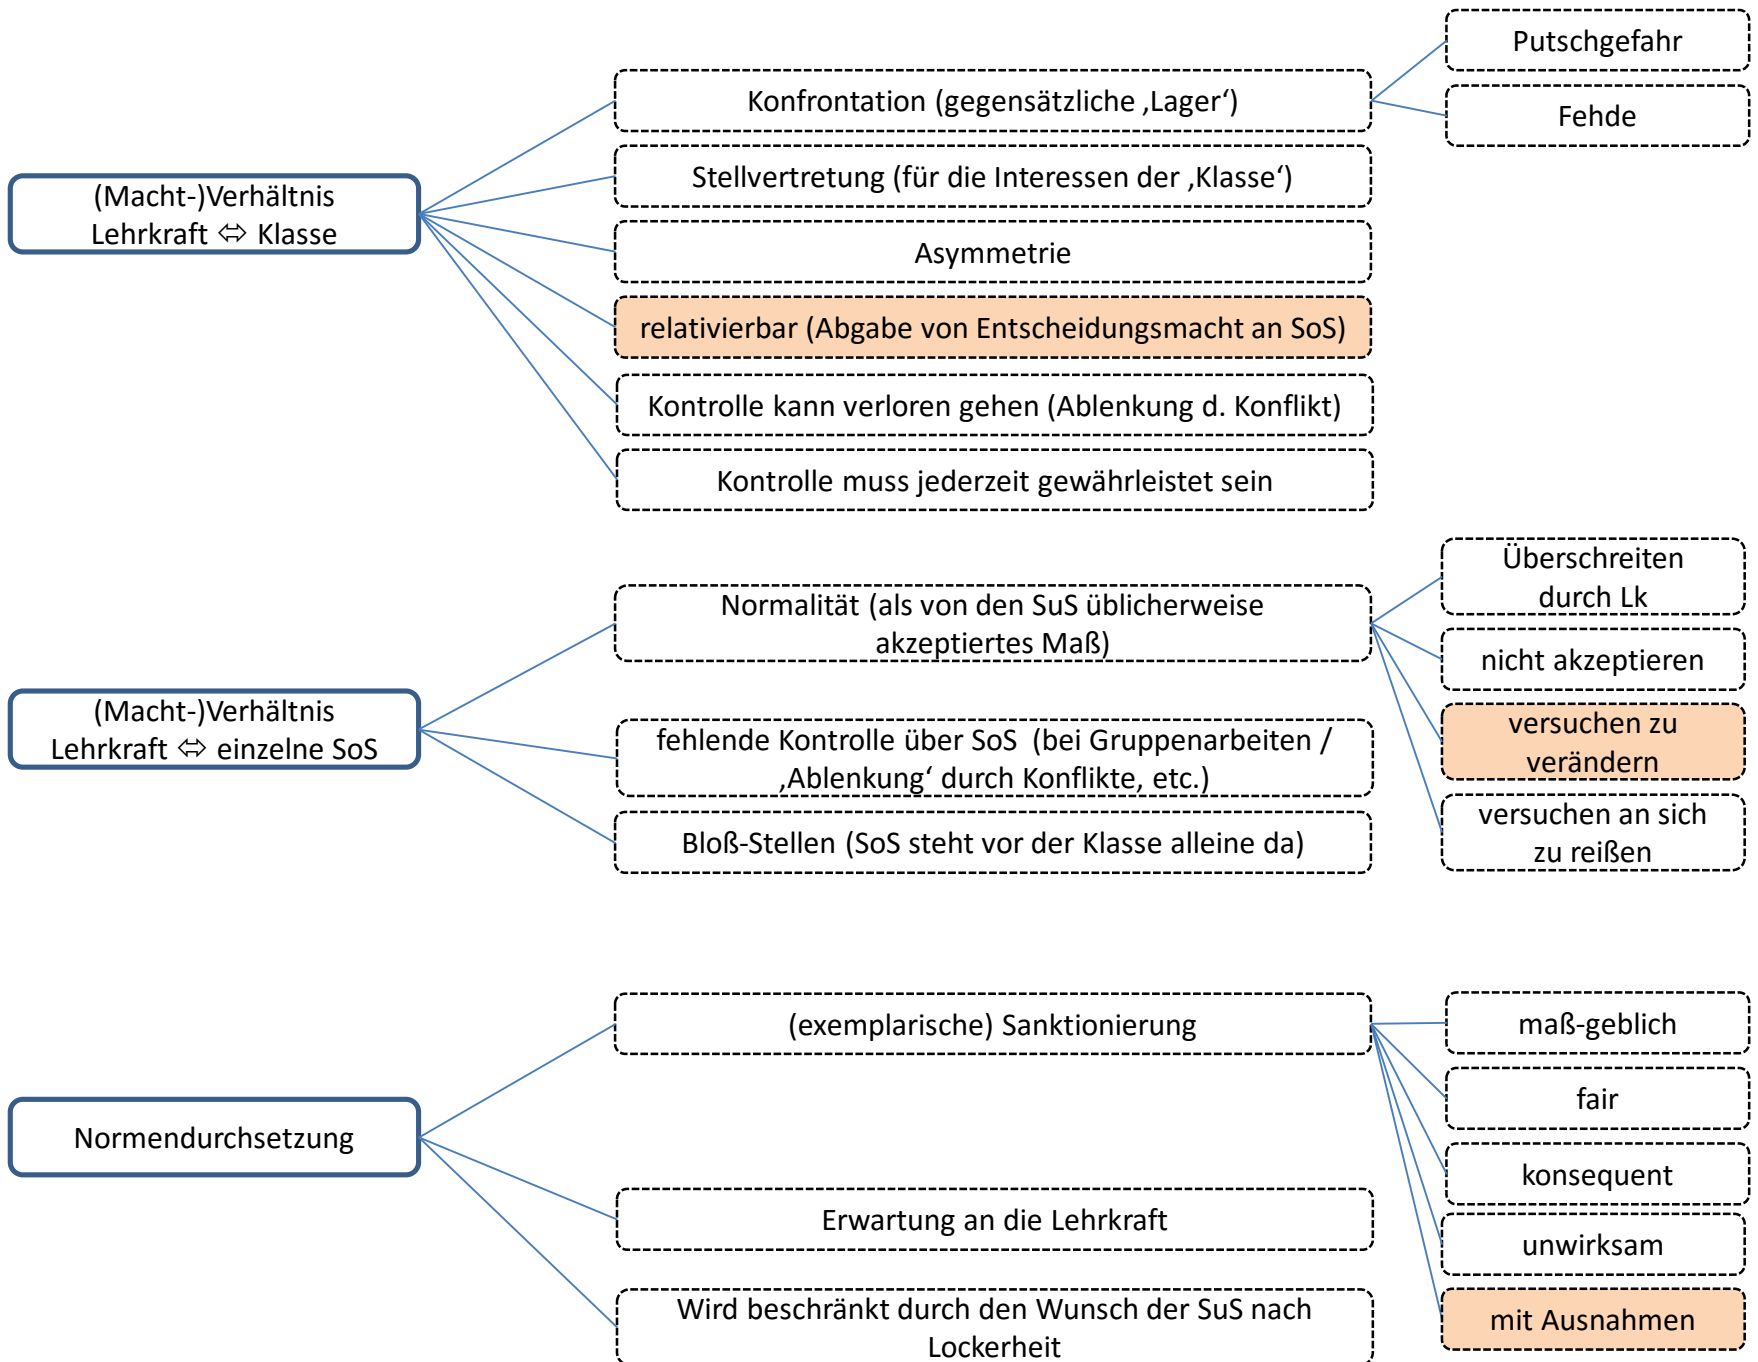 (Macht-)Verhältnis
Lehrkraft ⇔ Klasse
Konfrontation (gegensätzliche ‚Lager‘)
Putschgefahr
Fehde
Stellvertretung (für die Interessen der ‚Klasse‘)
Asymmetrie
relativierbar (Abgabe von Entscheidungsmacht an SoS)
Kontrolle kann verloren gehen (Ablenkung d. Konflikt)
Kontrolle muss jederzeit gewährleistet sein
(Macht-)Verhältnis
Lehrkraft ⇔ einzelne SoS
Normalität (als von den SuS üblicherweise
akzeptiertes Maß)
Überschreiten
durch Lk
nicht akzeptieren
versuchen zu
verändern
versuchen an sich
zu reißen
fehlende Kontrolle über SoS (bei Gruppenarbeiten /
‚Ablenkung‘ durch Konflikte, etc.)
Bloß-Stellen (SoS steht vor der Klasse alleine da)
Normendurchsetzung
(exemplarische) Sanktionierung
maß-geblich
fair
konsequent
unwirksam
mit Ausnahmen
Erwartung an die Lehrkraft
Wird beschränkt durch den Wunsch der SuS nach
Lockerheit